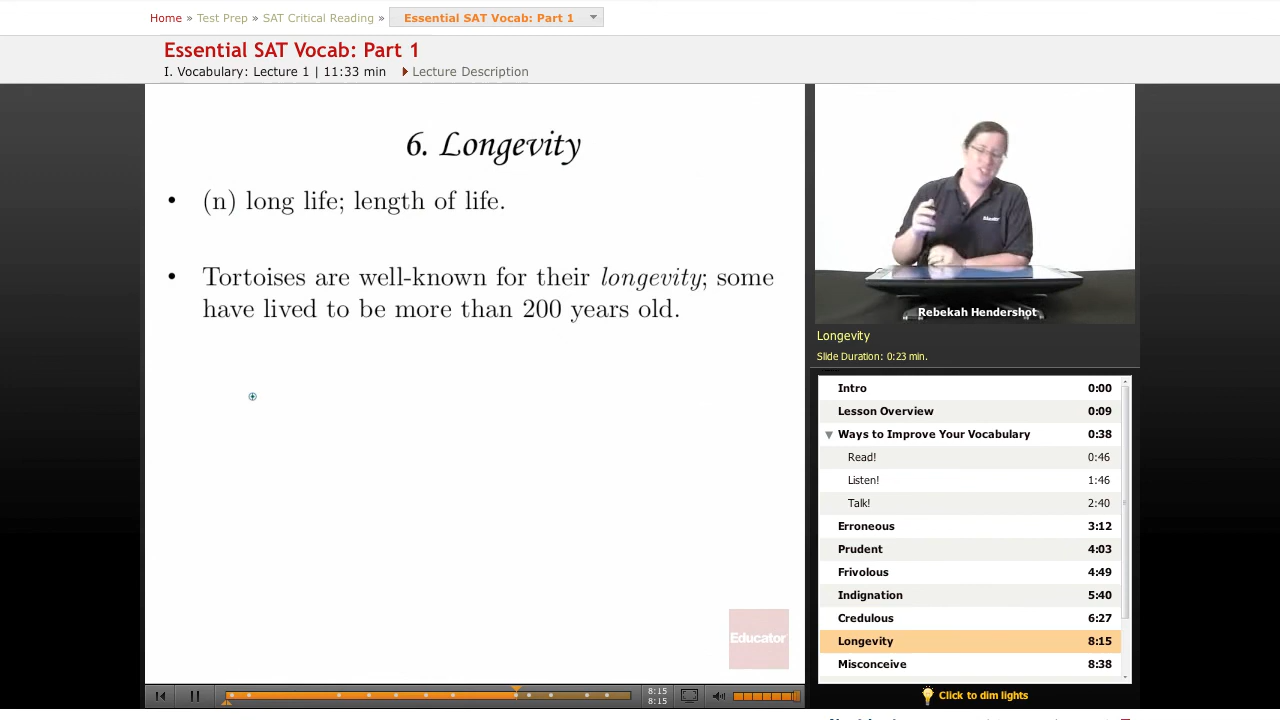 Home » Test Prep » SAT Critical Reading » Essential SAT Vocab: Part 1
Essential SAT Vocab: Part 1
I. Vocabulary: Lecture 1 | 11:33 min Lecture Description
6. Longevity
• (n) long life; length of life.
• Tortoises are well-known for their longevity; some
have lived to be more than 200 years old.
Educator
8:15
8:15
Educator
Rebekah Hendershot
Longevity
Slide Duration: 0:23 min.
Intro 0:00
Lesson Overview 0:09
Ways to Improve Your Vocabulary 0:38
Read! 0:46
Listen! 1:46
Talk! 2:40
Erroneous 3:12
Prudent 4:03
Frivolous 4:49
Indignation 5:40
Credulous 6:27
Longevity 8:15
Misconceive 8:38
Click to dim lights